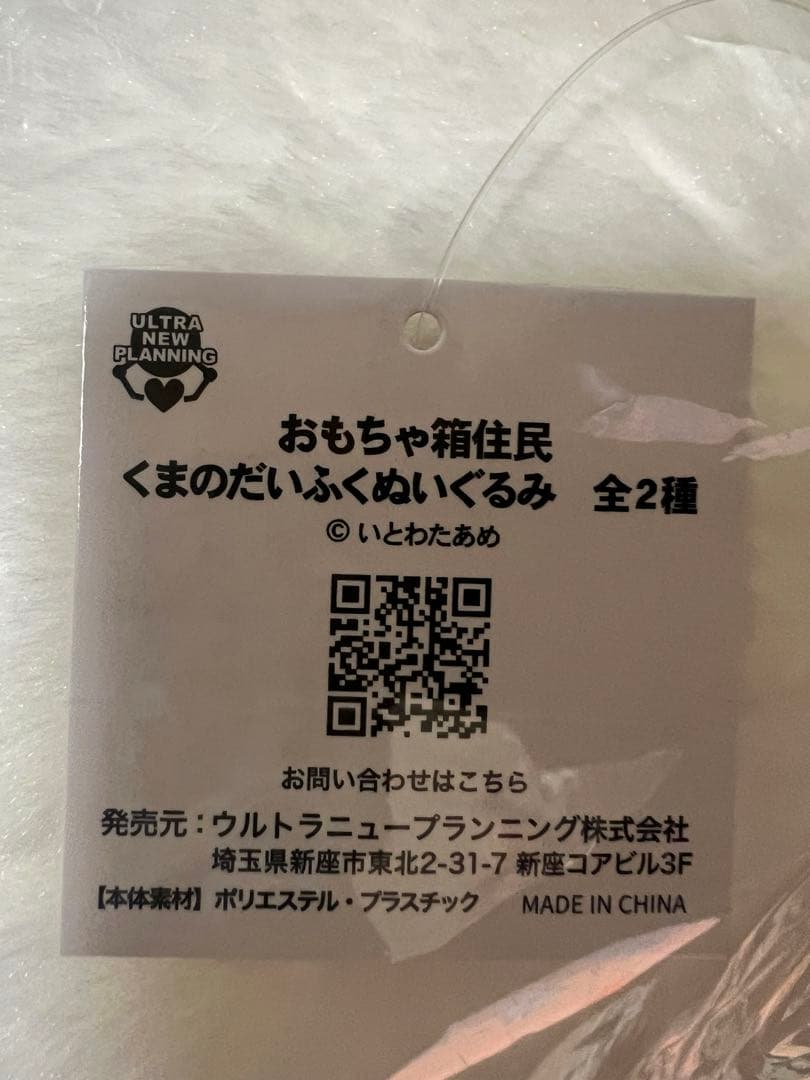 ULTRA
NEW
PLANNING
おもちゃ箱住民
くまのだいふくぬいぐるみ 全2種
© いとわたあめ
お問い合わせはこちら
発売元:ウルトラニュープランニング株式会社
埼玉県新座市東北2-31-7 新座コアビル3F
【本体素材】ポリエステル・プラスチック MADE IN CHINA